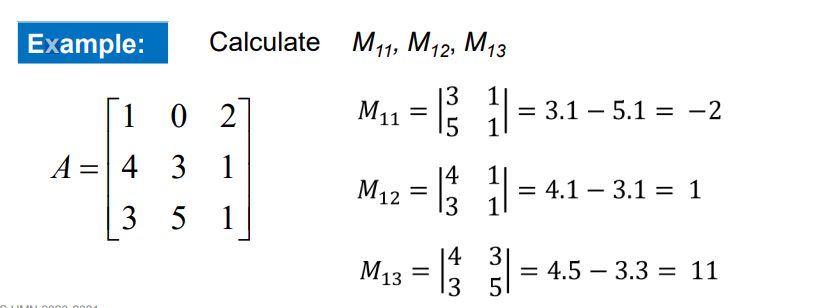 Example: Calculate M11, M12, M13
A = [1 0 2
4 3 1
3 5 1]
M11 = |3 1
5 1| = 3.1 − 5.1 = −2
M12 = |4 1
3 1| = 4.1 − 3.1 = 1
M13 = |4 3
3 5| = 4.5 − 3.3 = 11